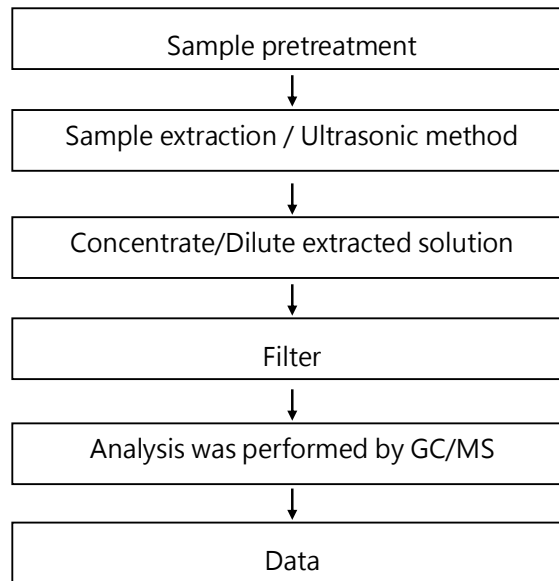 Sample pretreatment
Sample extraction / Ultrasonic method
Concentrate/Dilute extracted solution
Filter
Analysis was performed by GC/MS
Data